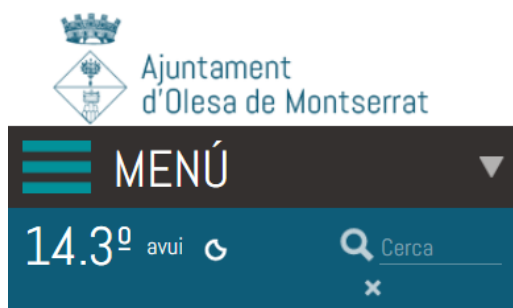 Ajuntament
d'Olesa de Montserrat
MENÚ
14.3º avui
Cerca